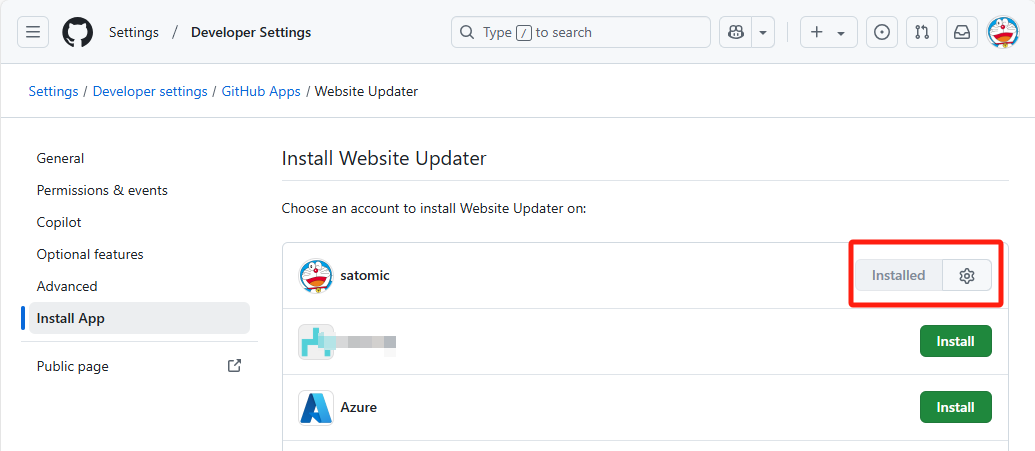 Settings / Developer Settings
Type / to search
Settings / Developer settings / GitHub Apps / Website Updater
General
Permissions & events
Copilot
Optional features
Advanced
Install App
Public page
Install Website Updater
Choose an account to install Website Updater on:
satomic Installed
Install
Azure Install